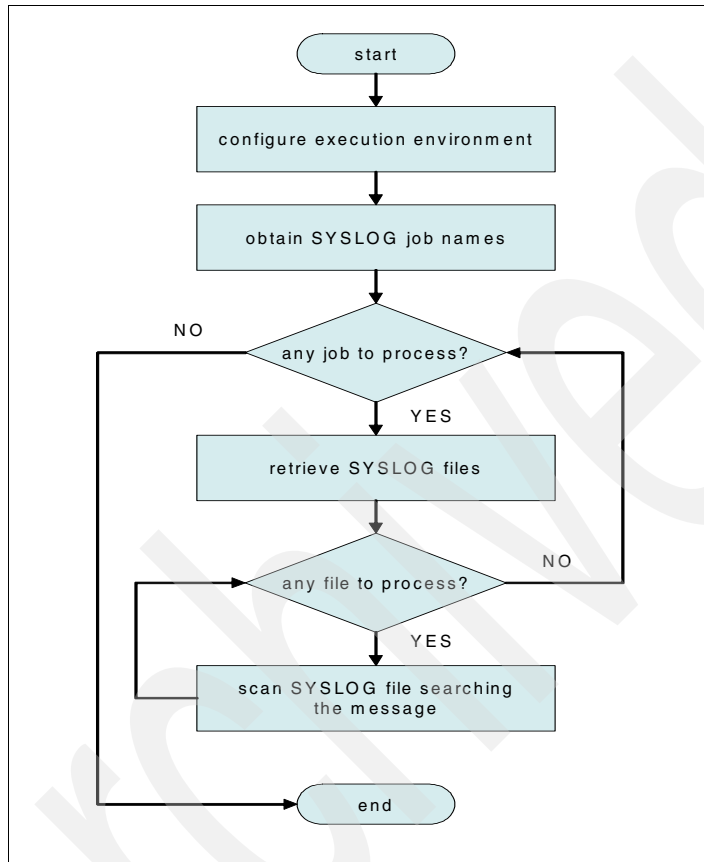 start
configure execution environment
obtain SYSLOG job names
NO
any job to process?
YES
retrieve SYSLOG files
any file to process?
NO
YES
scan SYSLOG file searching
the message
end